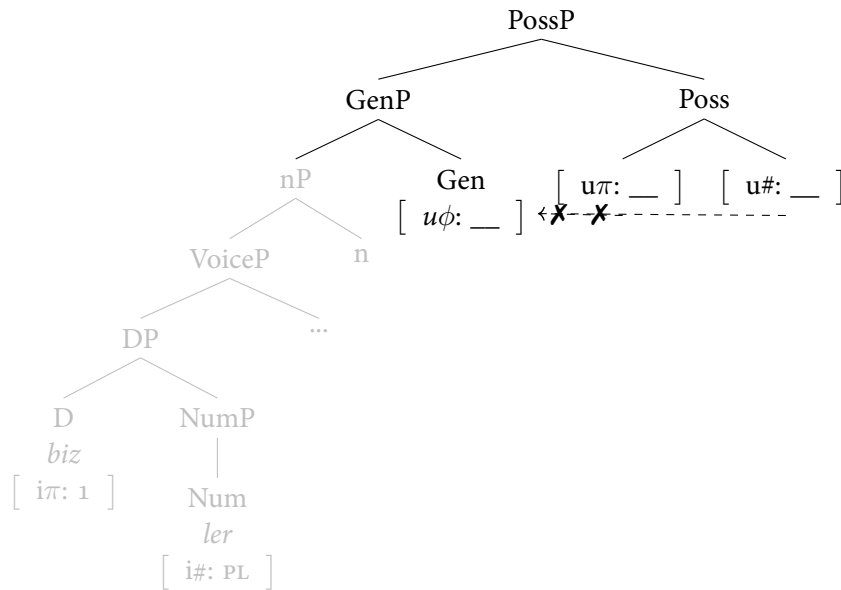 PossP
GenP Poss
nP Gen [ uπ: __ ] [ u#: __ ]
[ uϕ: __ ] ✗ ✗
VoiceP n
DP ...
D NumP
biz
[ iπ: 1 ]
Num
ler
[ i#: PL ]